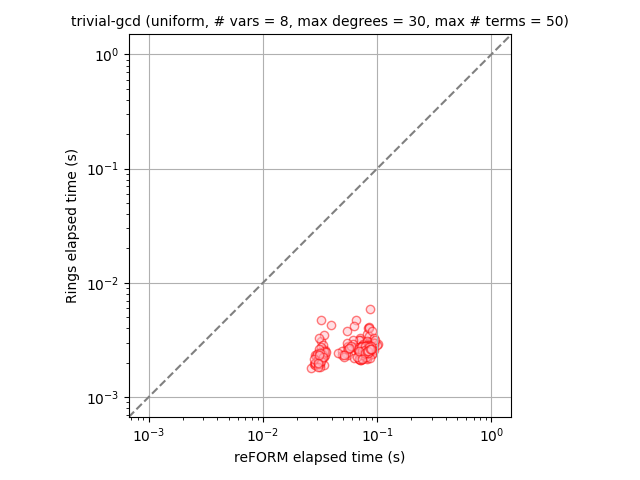 trivial-gcd (uniform, # vars = 8, max degrees = 30, max # terms = 50)
Rings elapsed time (s)
10⁰
10⁻¹
10⁻²
10⁻³
10⁻³ 10⁻² 10⁻¹ 10⁰
reFORM elapsed time (s)